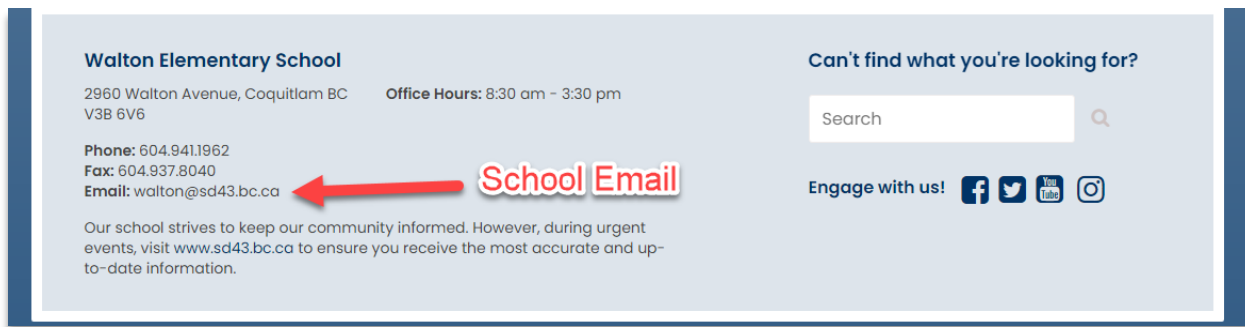 Walton Elementary School
2960 Walton Avenue, Coquitlam BC
V3B 6V6
Office Hours: 8:30 am - 3:30 pm
Phone: 604.941.1962
Fax: 604.937.8040
Email: walton@sd43.bc.ca
School Email
Our school strives to keep our community informed. However, during urgent
events, visit www.sd43.bc.ca to ensure you receive the most accurate and up-
to-date information.
Can't find what you're looking for?
Search
Engage with us!
You
Tube